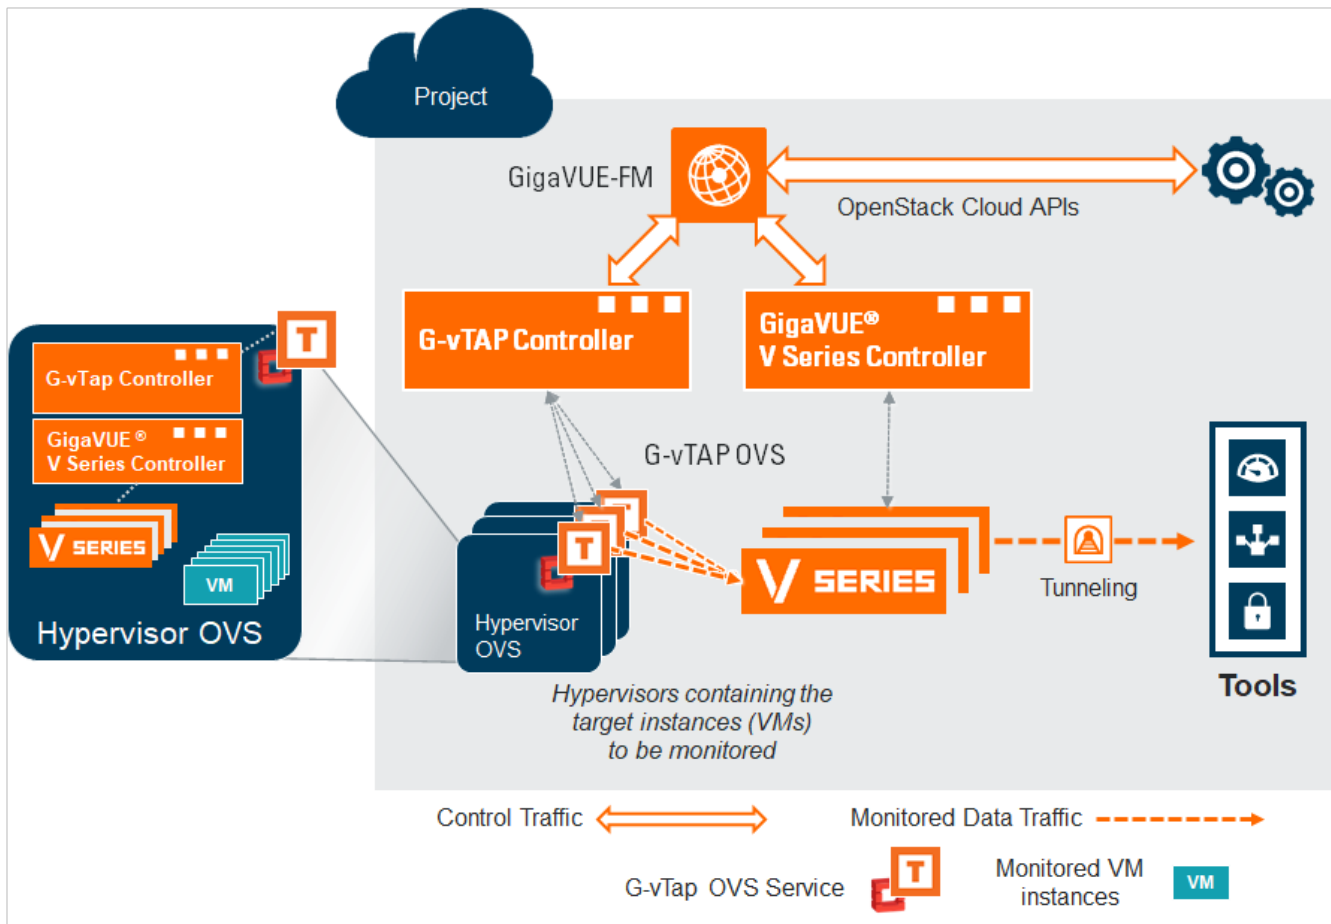 Project
GigaVUE-FM
OpenStack Cloud APIs
G-vTAP Controller
GigaVUE®
V Series Controller
T
G-vTap Controller
GigaVUE ®
V Series Controller
V SERIES
VM
Hypervisor OVS
G-vTAP OVS
T
Hypervisor
OVS
V SERIES
Tunneling
Tools
Hypervisors containing the
target instances (VMs)
to be monitored
Control Traffic
Monitored Data Traffic
G-vTap OVS Service
T
Monitored VM
instances
VM